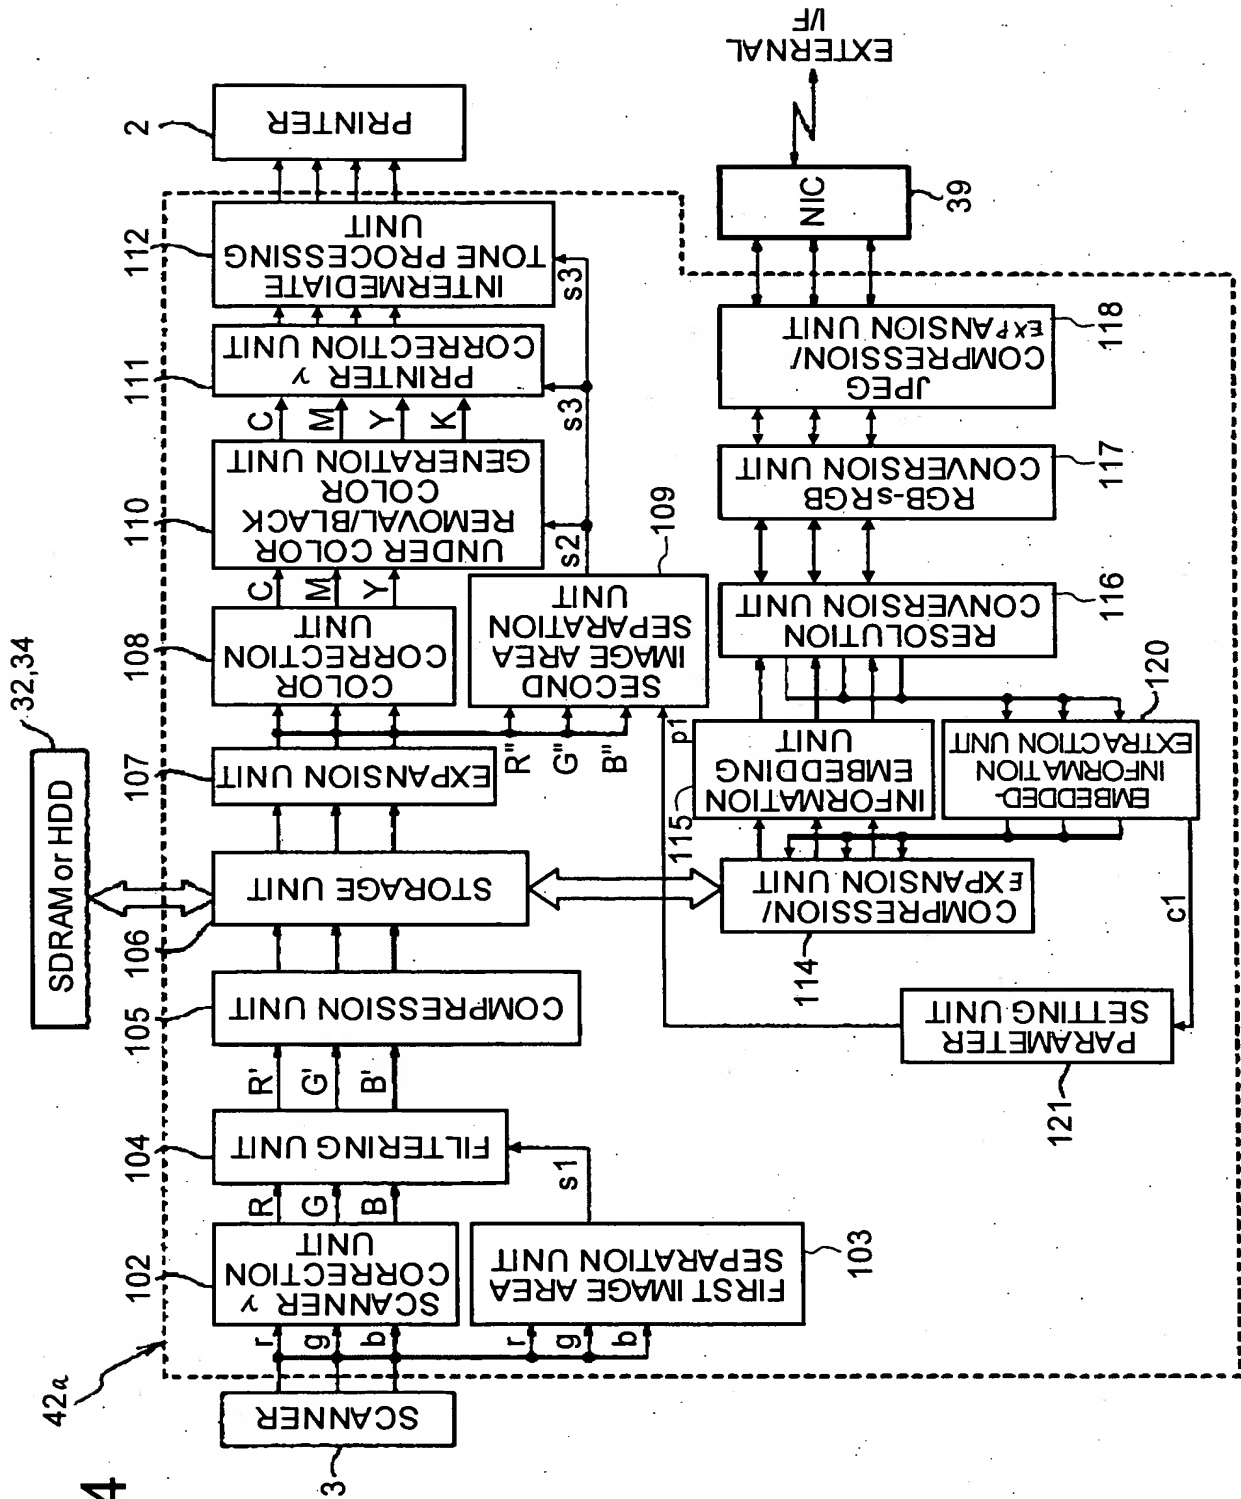 4
42a
SCANNER
3
r
g
b
r
g
b
102
SCANNER γ
CORRECTION
UNIT
FIRST IMAGE AREA
SEPARATION UNIT
103
R
G
B
s1
104
FILTERING UNIT
R'
G'
B'
105
COMPRESSION UNIT
106
STORAGE UNIT
SDRAM or HDD
32,34
107
EXPANSION UNIT
R"
G"
B"
108
COLOR
CORRECTION
UNIT
SECOND
IMAGE AREA
SEPARATION
UNIT
109
C
M
Y
s2
110
UNDER COLOR
REMOVAL/BLACK
COLOR
GENERATION UNIT
C
M
Y
K
s3
111
PRINTER γ
CORRECTION UNIT
s3
112
INTERMEDIATE
TONE PROCESSING
UNIT
2
PRINTER
121
PARAMETER
SETTING UNIT
c1
114
COMPRESSION/
EXPANSION UNIT
115
INFORMATION
EMBEDDING
UNIT
p1
EMBEDDED-
INFORMATION
EXTRACTION UNIT
120
RESOLUTION
CONVERSION UNIT
116
RGB-sRGB
CONVERSION UNIT
117
JPEG
COMPRESSION/
EXPANSION UNIT
118
NIC
39
EXTERNAL
I/F